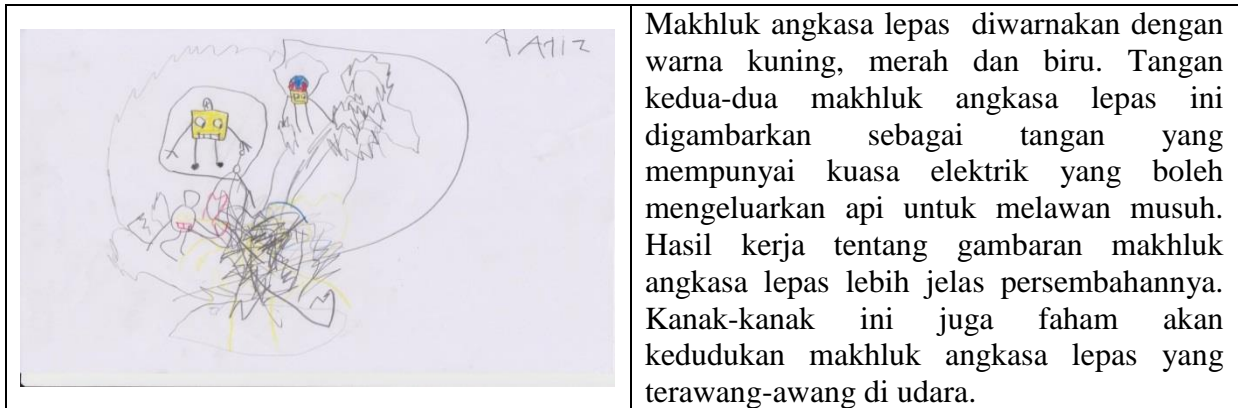 A A71Z
Makhluk angkasa lepas diwarnakan dengan
warna kuning, merah dan biru. Tangan
kedua-dua makhluk angkasa lepas ini
digambarkan sebagai tangan yang
mempunyai kuasa elektrik yang boleh
mengeluarkan api untuk melawan musuh.
Hasil kerja tentang gambaran makhluk
angkasa lepas lebih jelas persembahannya.
Kanak-kanak ini juga faham akan
kedudukan makhluk angkasa lepas yang
terawang-awang di udara.